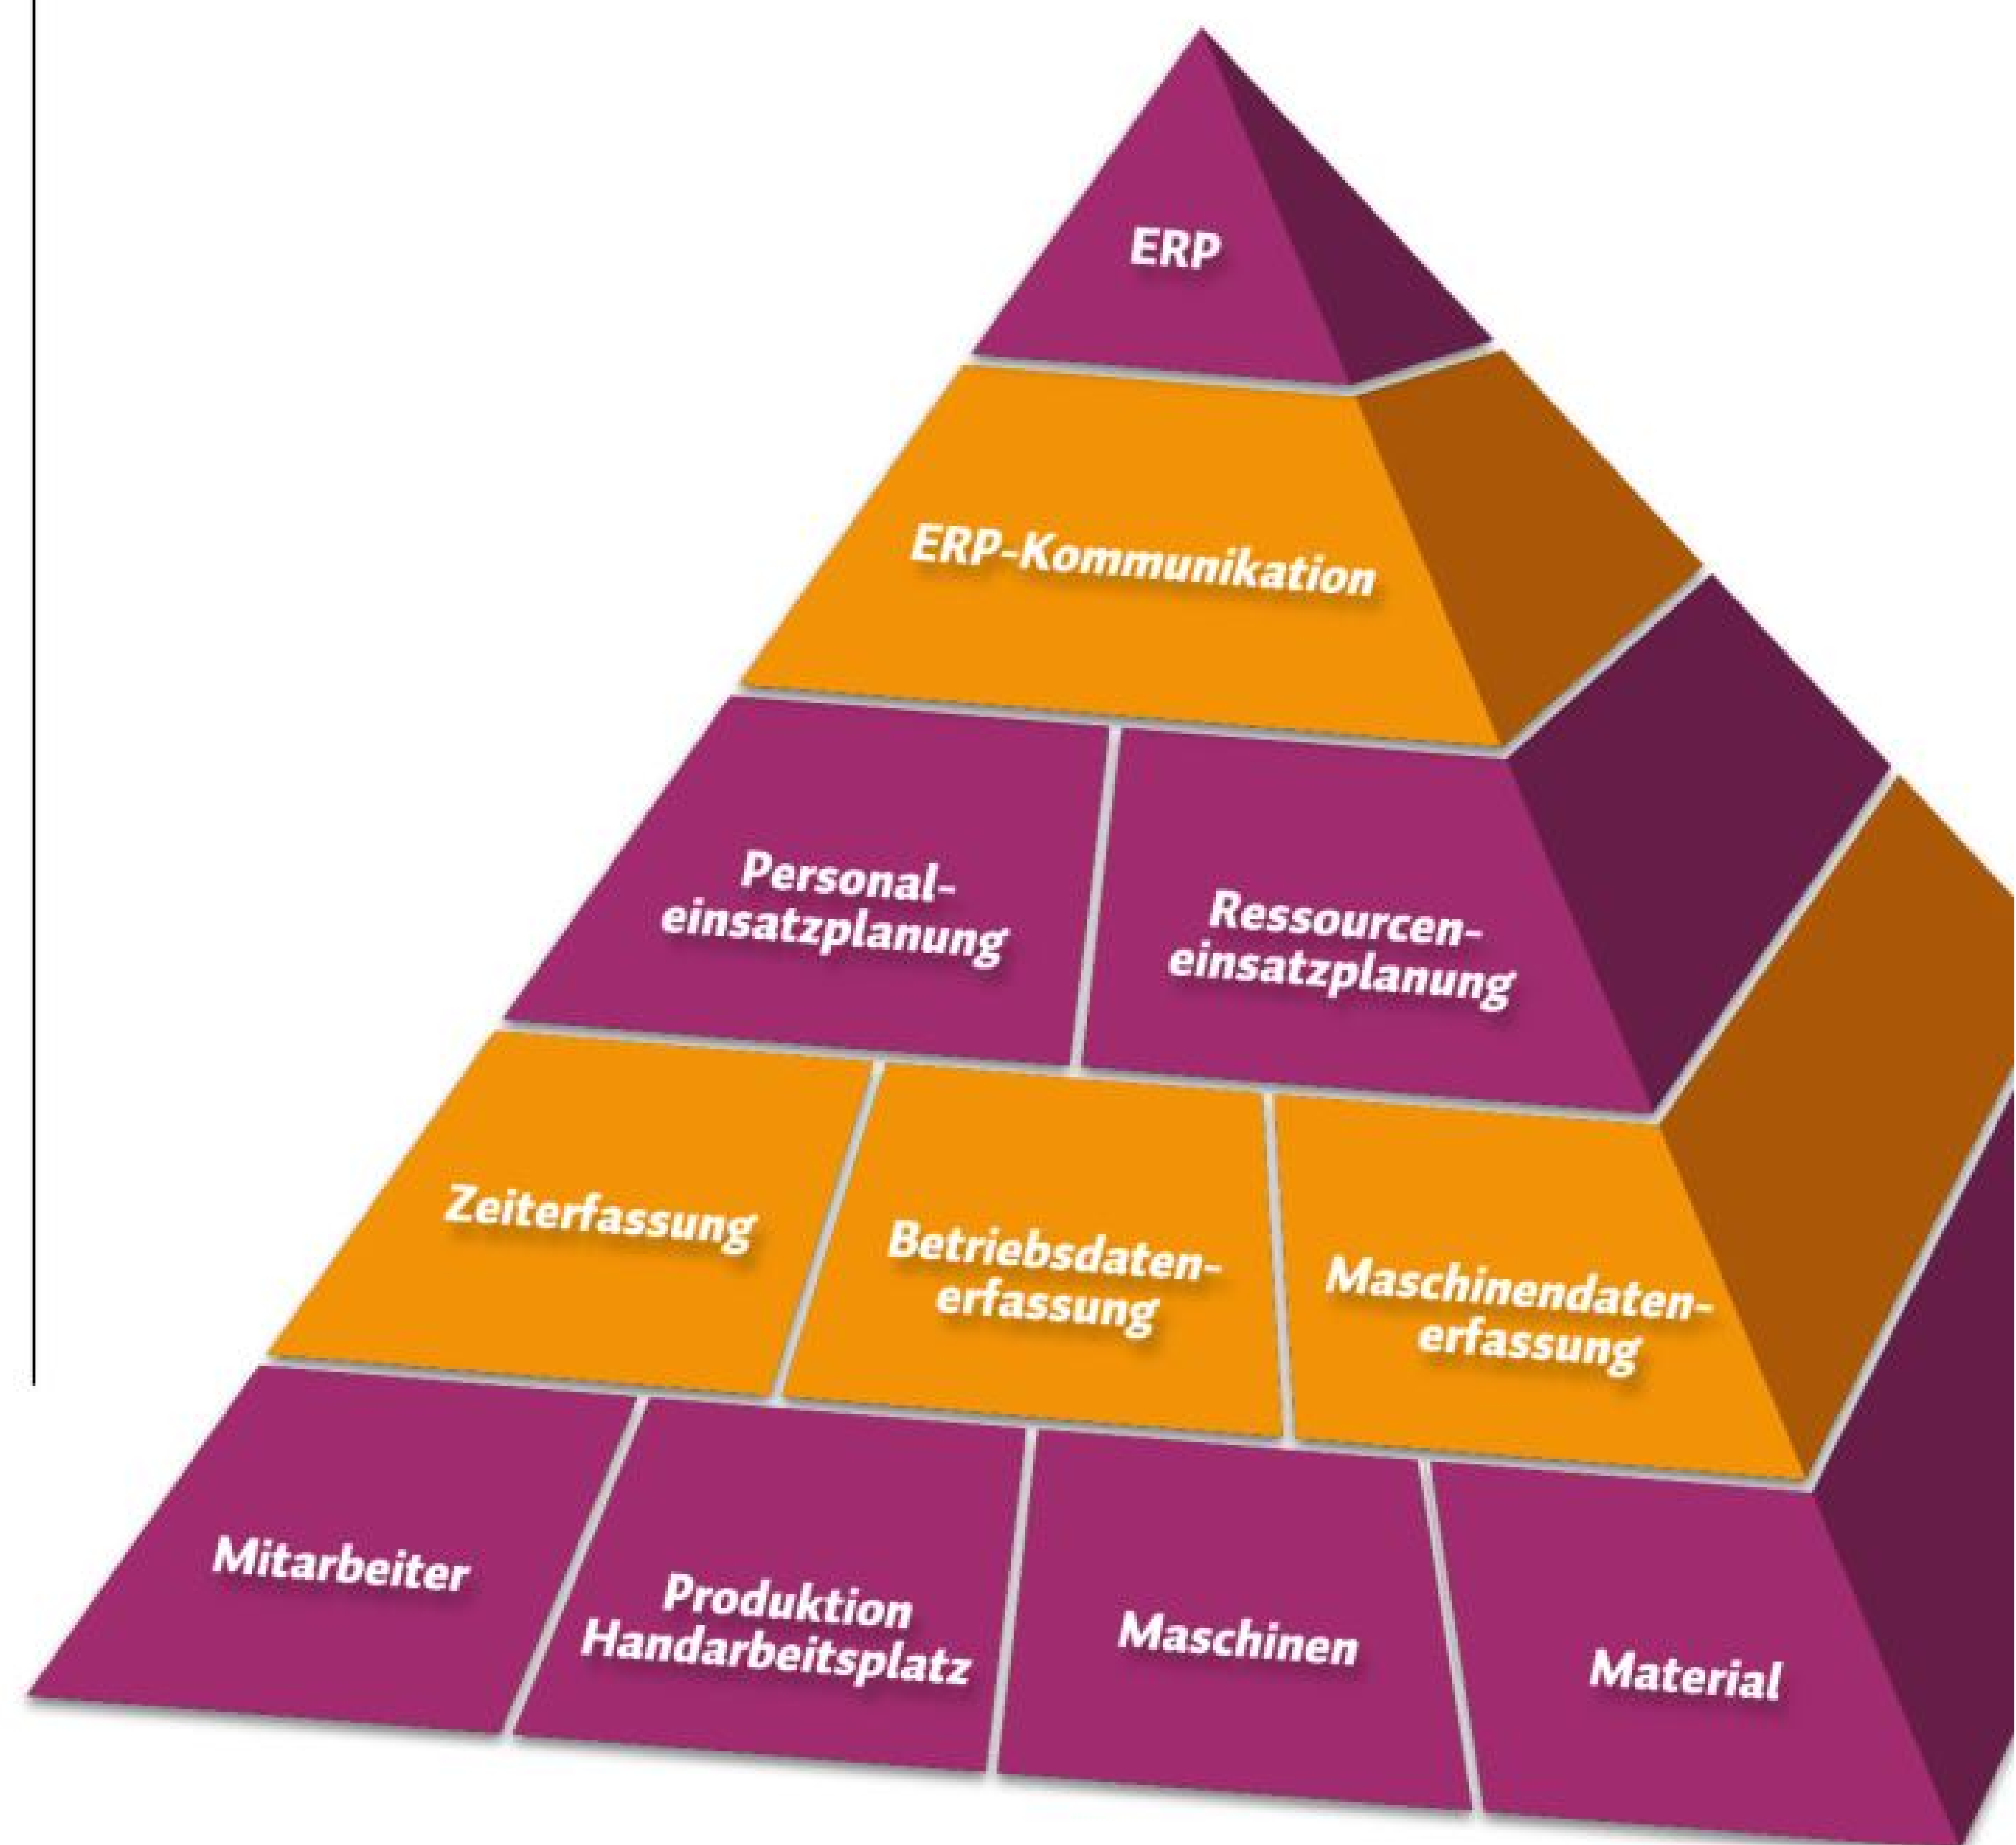 ERP
ERP-Kommunikation
Personal-
einsatzplanung
Ressourcen-
einsatzplanung
Zeiterfassung
Betriebsdaten-
erfassung
Maschinendaten-
erfassung
Mitarbeiter
Produktion
Handarbeitsplatz
Maschinen
Material